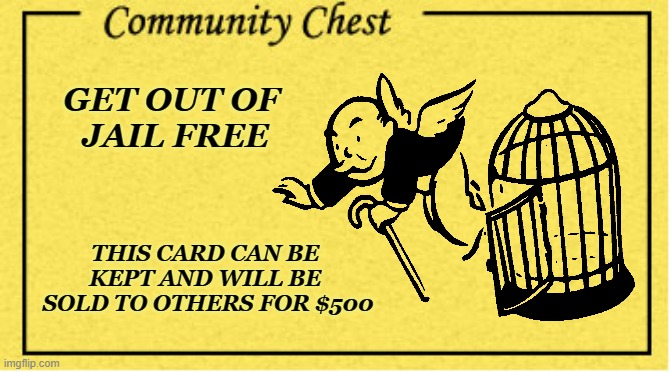 Community Chest
GET OUT OF
JAIL FREE
THIS CARD CAN BE
KEPT AND WILL BE
SOLD TO OTHERS FOR $500
imgflip.com